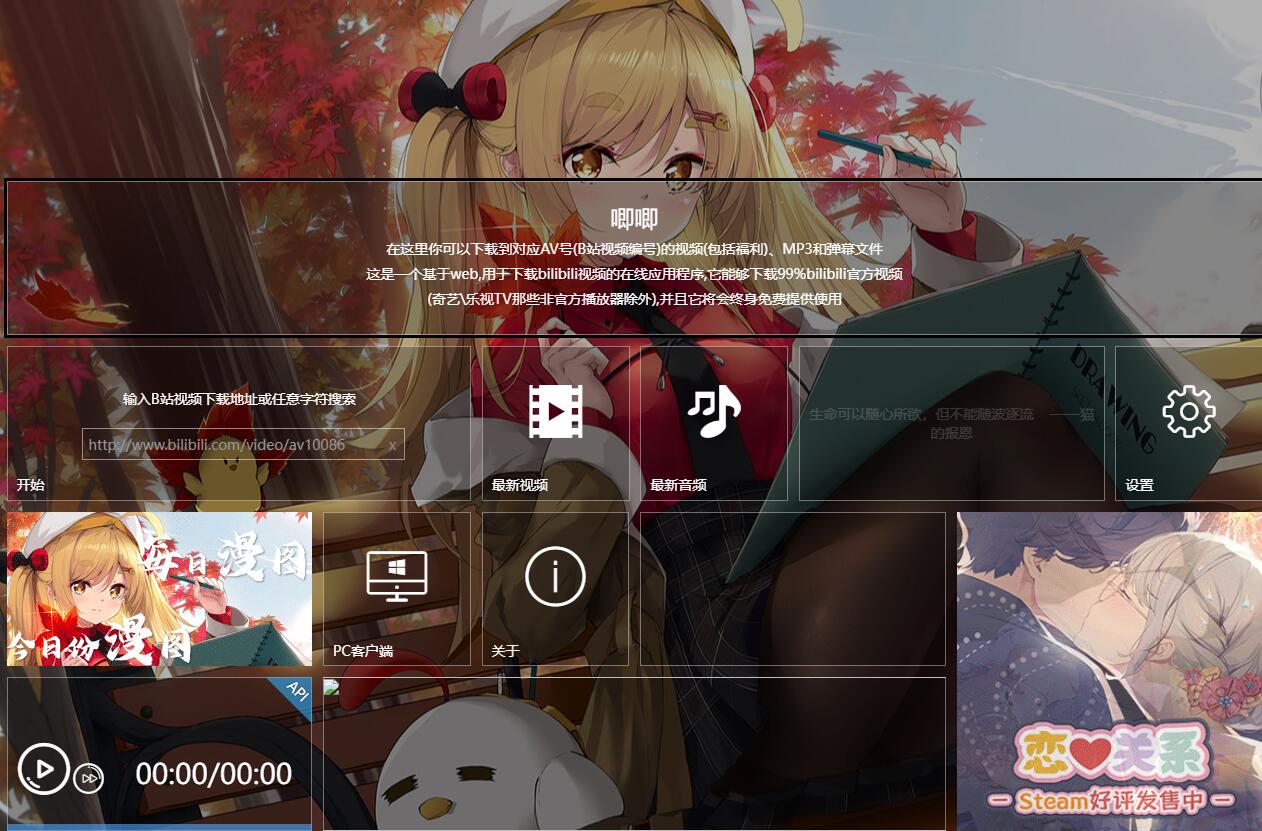 唧唧
在这里你可以下载到对应AV号(B站视频编号)的视频(包括福利)、MP3和弹幕文件
这是一个基于web,用于下载bilibili视频的在线应用程序,它能够下载99%bilibili官方视频
(奇艺\乐视TV那些非官方播放器除外),并且它将会终身免费提供使用
输入B站视频下载地址或任意字符搜索
http://www.bilibili.com/video/av10086 x
开始
最新视频
最新音频
生命可以随心所欲，但不能随波逐流 ——猫
的报恩
DRAWING
设置
每日漫图
今日份漫图
PC客户端
关于
API
00:00/00:00
恋关系
Steam好评发售中